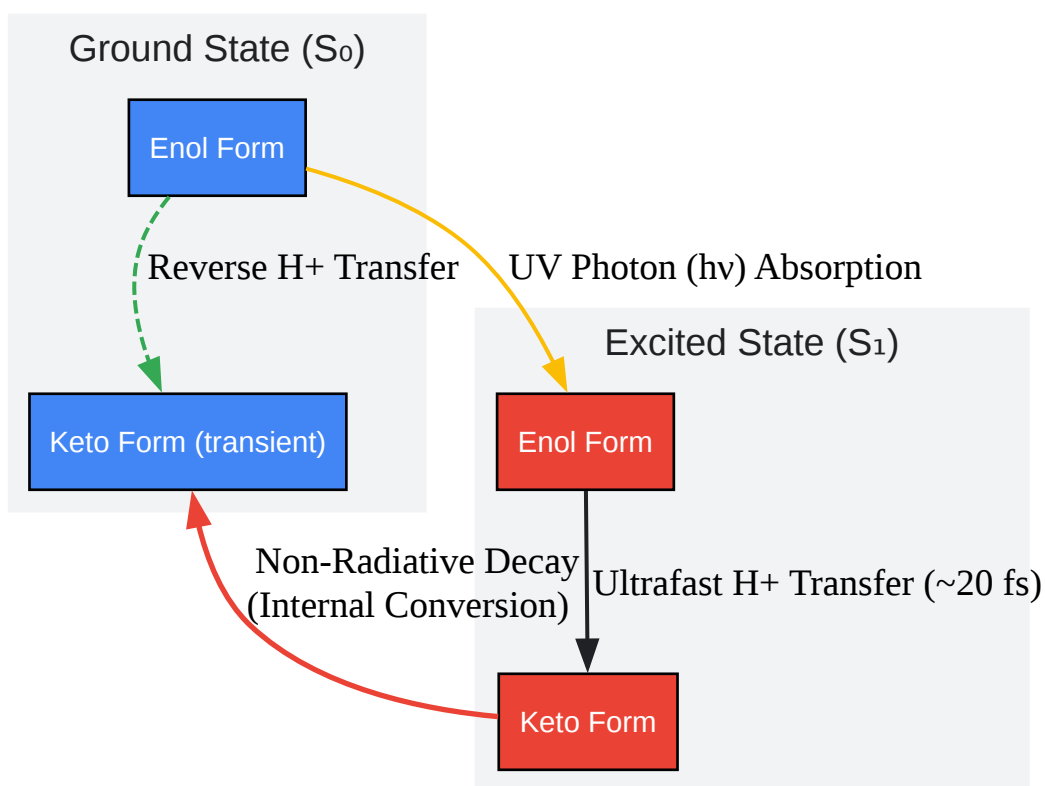 Ground State (S₀)
Enol Form
Reverse H+ Transfer
UV Photon (hν) Absorption
Excited State (S₁)
Keto Form (transient)
Enol Form
Non-Radiative Decay
(Internal Conversion)
Ultrafast H+ Transfer (~20 fs)
Keto Form